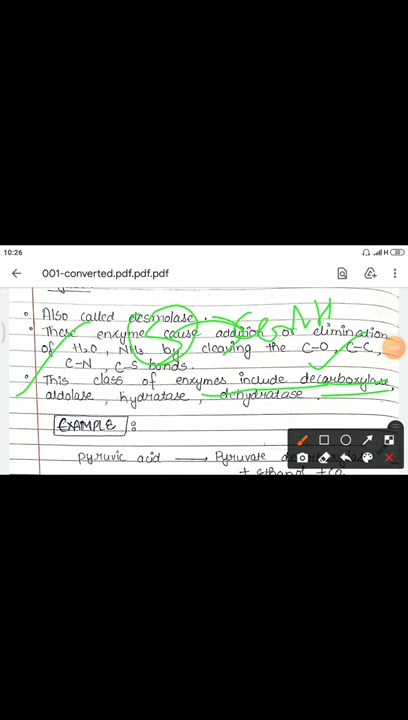 10:26
001-converted.pdf.pdf.pdf
Also called desmolase.
These enzyme cause addition or elimination
of H2O, NH3 by cleaving the C-O, C-C,
C-N, C-S bonds.
This class of enzymes include decarboxylase,
aldolase, hydratase, dehydratase.
EXAMPLE :
Pyruvic acid → Pyruvate
+ Ethanol + CO2